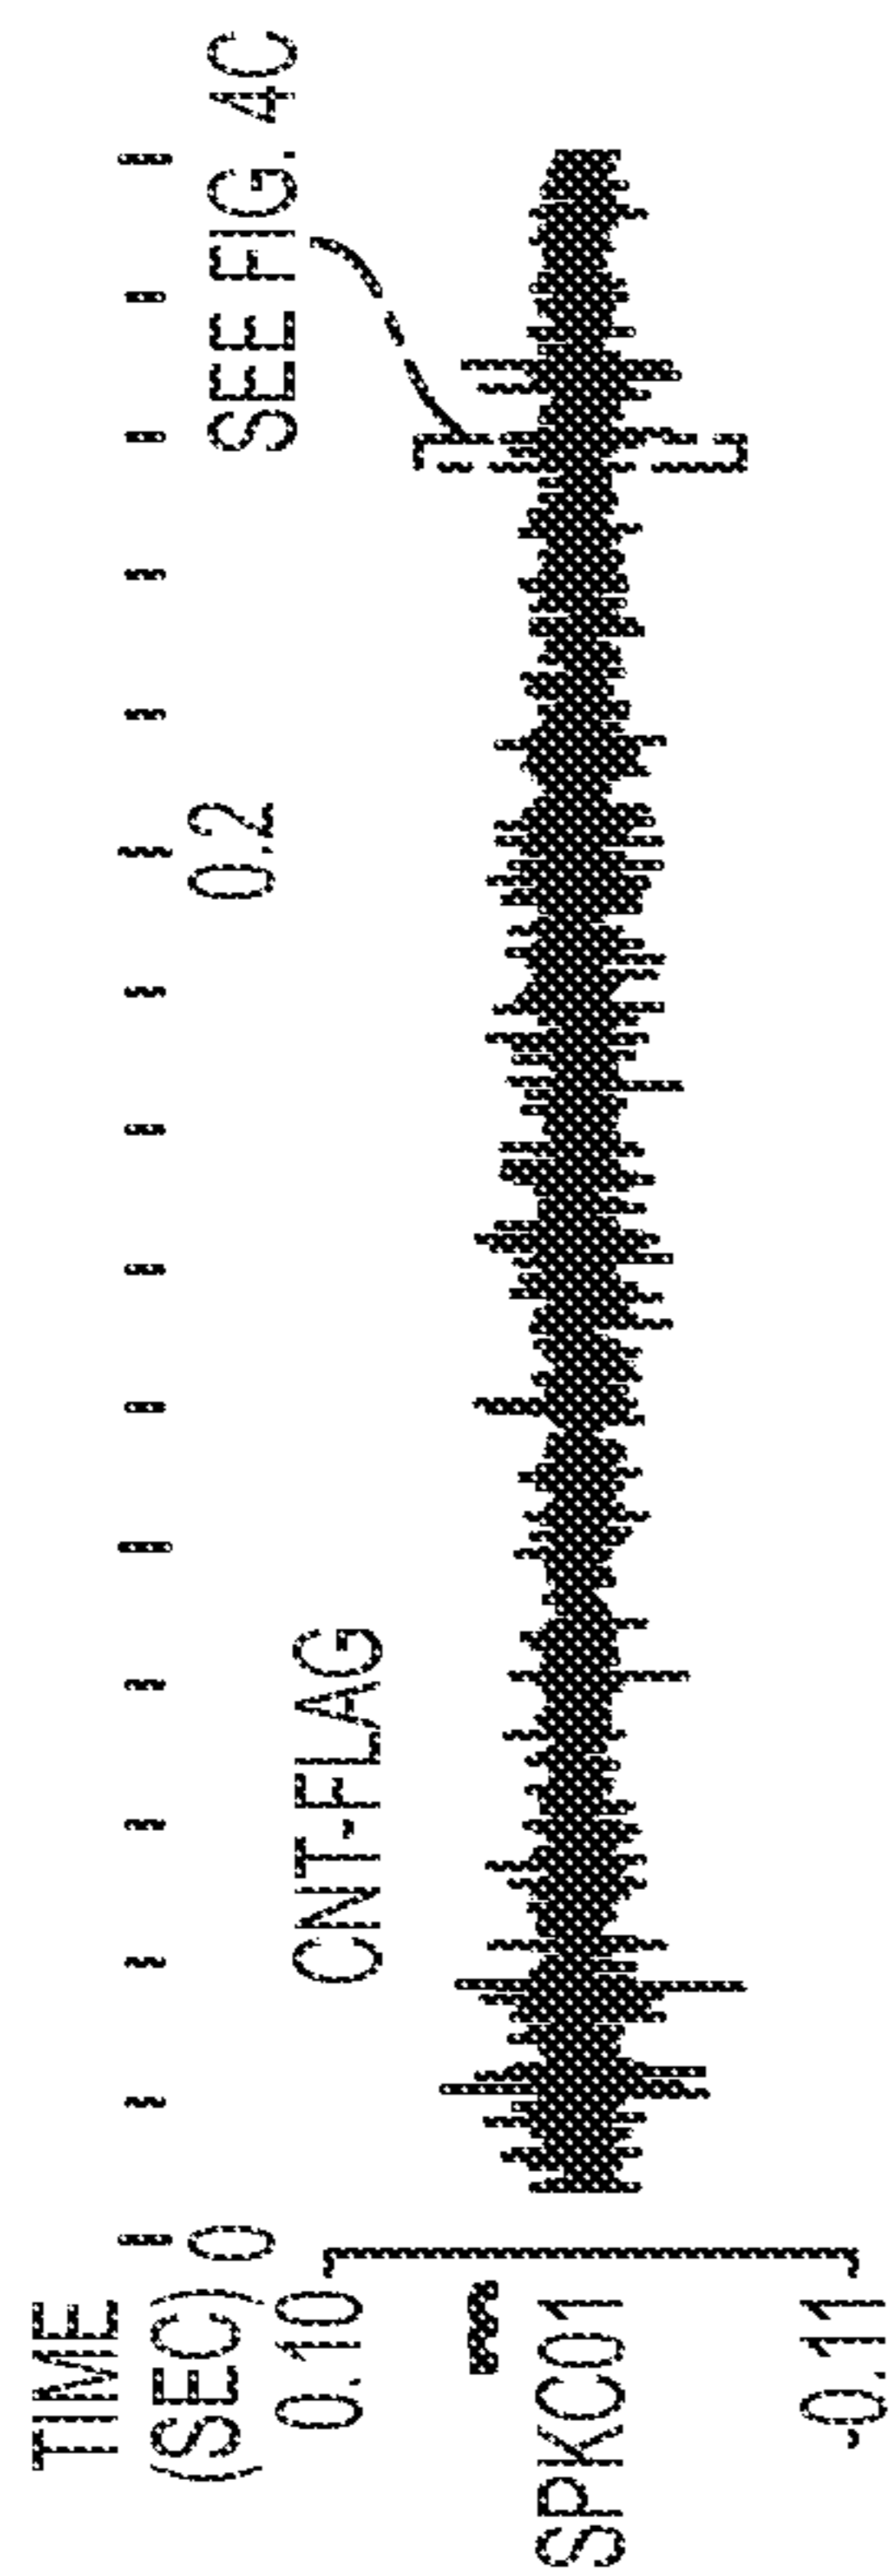 TIME
(SEC) 0
0.2
SEE FIG. 4C
0.10
CNT-FLAG
SPKC01
-0.11